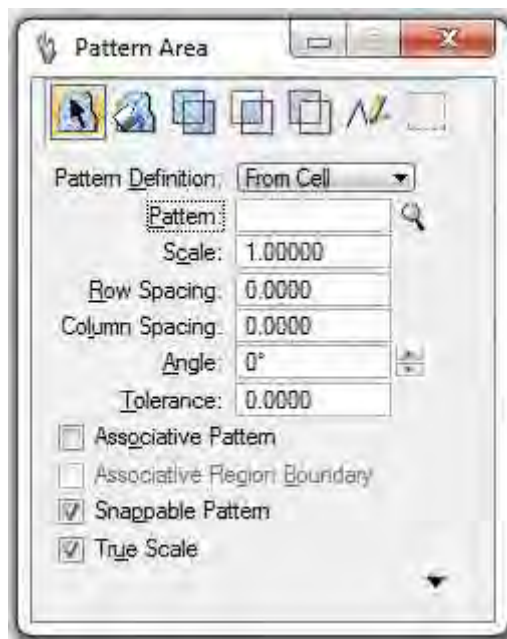 Pattern Area
Pattern Definition: From Cell
Pattern:
Scale: 1.00000
Row Spacing: 0.0000
Column Spacing: 0.0000
Angle: 0°
Tolerance: 0.0000
Associative Pattern
Associative Region Boundary
Snappable Pattern
True Scale